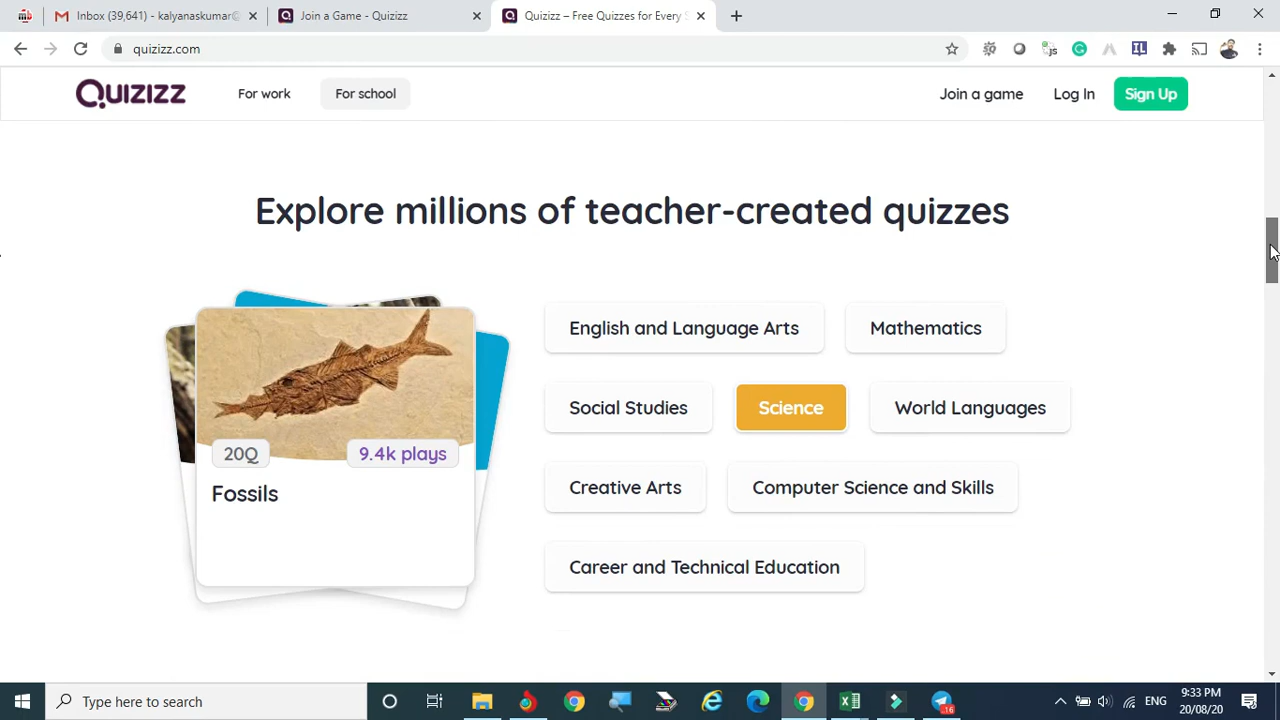 Inbox (39,641) - kalyanaskumar@
Join a Game - Quizizz
Quizizz – Free Quizzes for Every S
quizizz.com
Quizizz
For work
For school
Join a game
Log In
Sign Up
Explore millions of teacher-created quizzes
20Q
9.4k plays
Fossils
English and Language Arts
Mathematics
Social Studies
Science
World Languages
Creative Arts
Computer Science and Skills
Career and Technical Education
Type here to search
16
ENG
9:33 PM
20/08/20